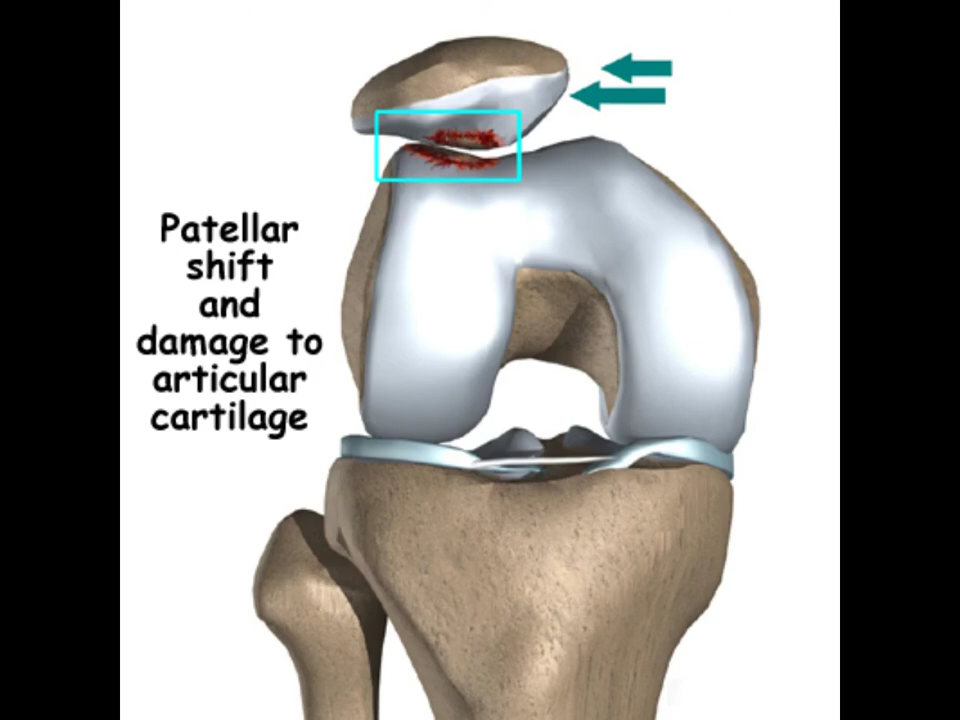 Patellar
shift
and
damage to
articular
cartilage